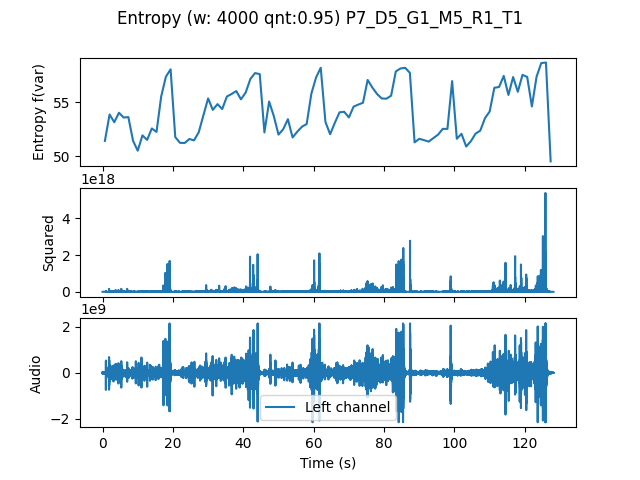 Entropy (w: 4000 qnt:0.95) P7_D5_G1_M5_R1_T1
Entropy f(var)
55
50
1e18
Squared
4
2
0
1e9
Audio
2
0
−2
Left channel
0 20 40 60 80 100 120
Time (s)